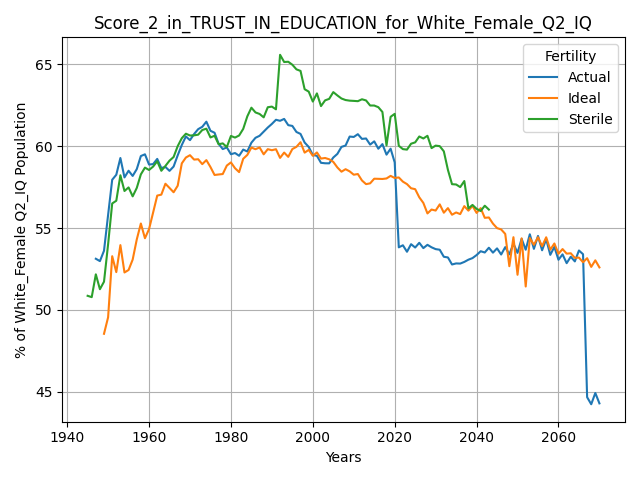 Score_2_in_TRUST_IN_EDUCATION_for_White_Female_Q2_IQ
Fertility
Actual
Ideal
Sterile
% of White_Female Q2_IQ Population
65
60
55
50
45
1940
1960
1980
2000
2020
2040
2060
Years